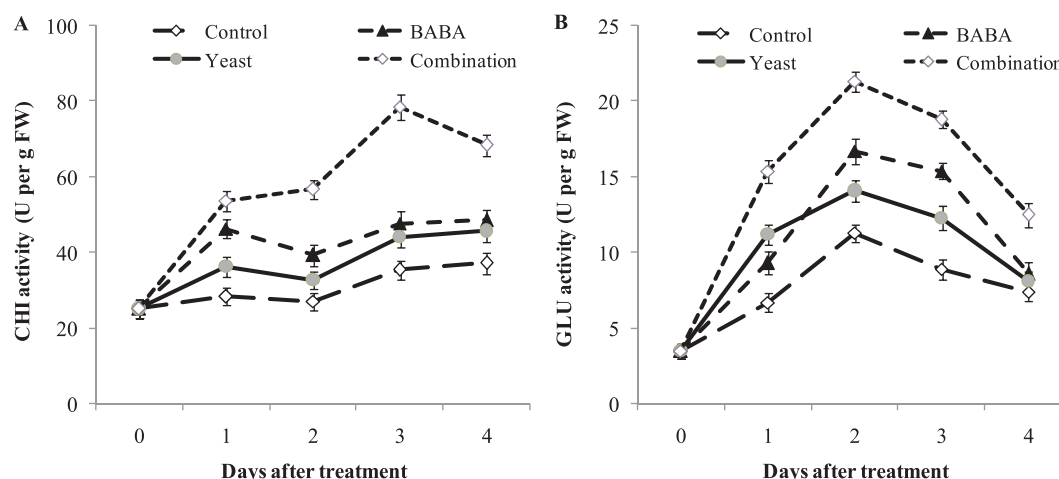 A
CHI activity (U per g FW)
100
80
60
40
20
0
Control
BABA
Yeast
Combination
0 1 2 3 4
Days after treatment
B
GLU activity (U per g FW)
25
20
15
10
5
0
Control
BABA
Yeast
Combination
0 1 2 3 4
Days after treatment